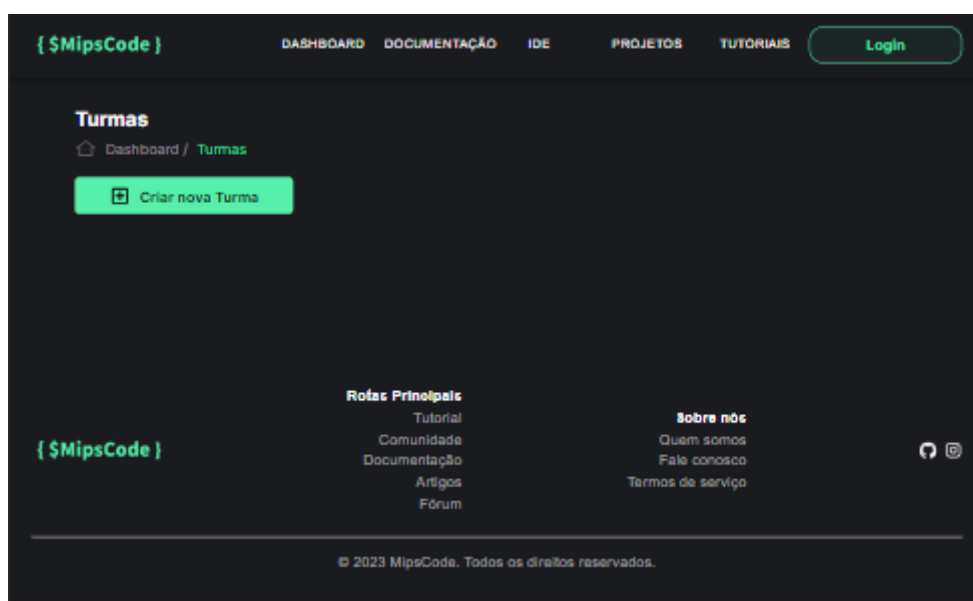 { $MipsCode }
DASHBOARD DOCUMENTAÇÃO IDE PROJETOS TUTORIAIS Login
Turmas
Dashboard / Turmas
Criar nova Turma
Rotas Principais
Tutorial
Comunidade
Documentação
Artigos
Fórum
Sobre nós
Quem somos
Fale conosco
Termos de serviço
{ $MipsCode }
© 2023 MipsCode. Todos os direitos reservados.